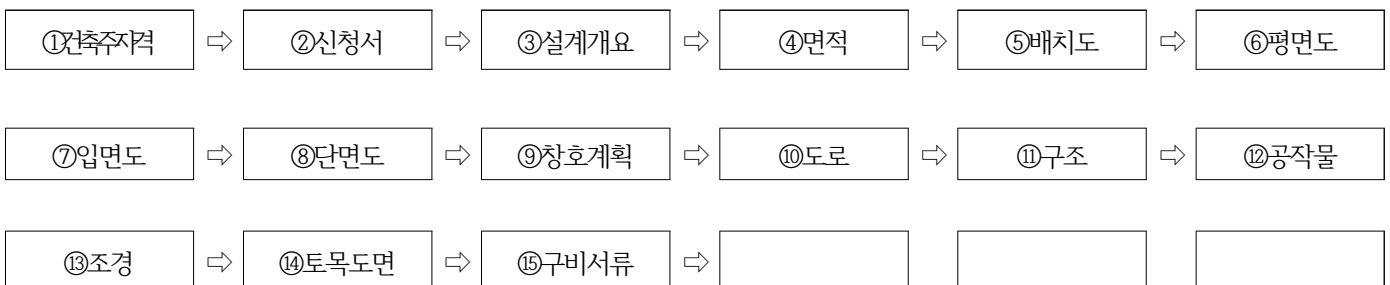 ①건축주자격 ⇨ ②신청서 ⇨ ③설계개요 ⇨ ④면적 ⇨ ⑤배치도 ⇨ ⑥평면도
⑦입면도 ⇨ ⑧단면도 ⇨ ⑨창호계획 ⇨ ⑩도로 ⇨ ⑪구조 ⇨ ⑫공작물
⑬조경 ⇨ ⑭토목도면 ⇨ ⑮구비서류 ⇨